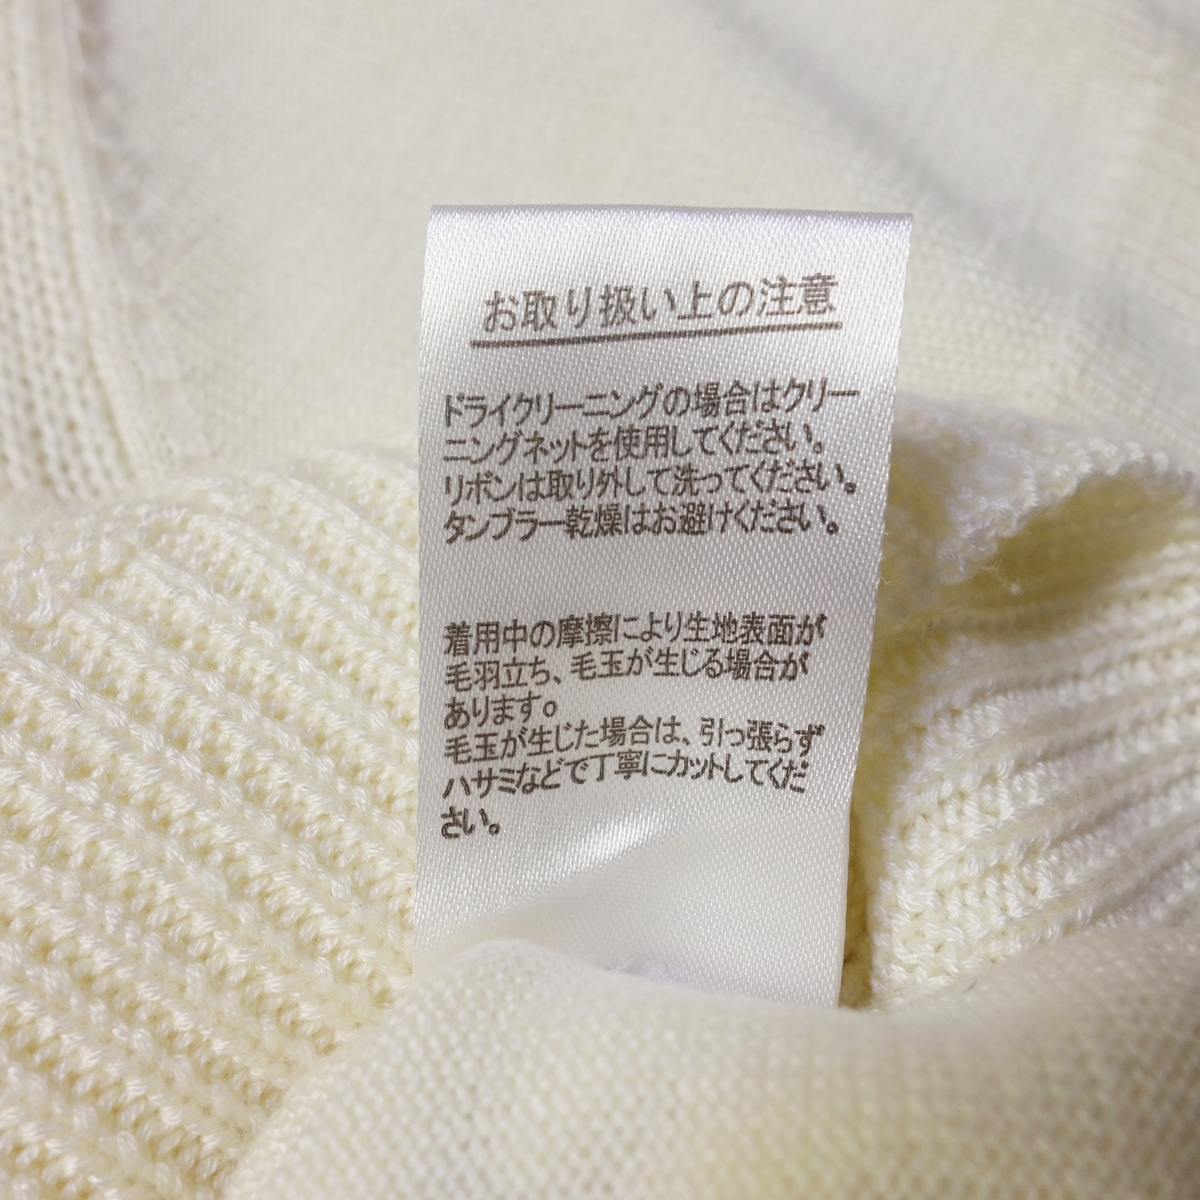 お取り扱い上の注意
ドライクリーニングの場合はクリー
ニングネットを使用してください。
リボンは取り外して洗ってください。
タンブラー乾燥はお避けください。
着用中の摩擦により生地表面が
毛羽立ち、毛玉が生じる場合が
あります。
毛玉が生じた場合は、引っ張らず
ハサミなどで丁寧にカットしてくだ
さい。